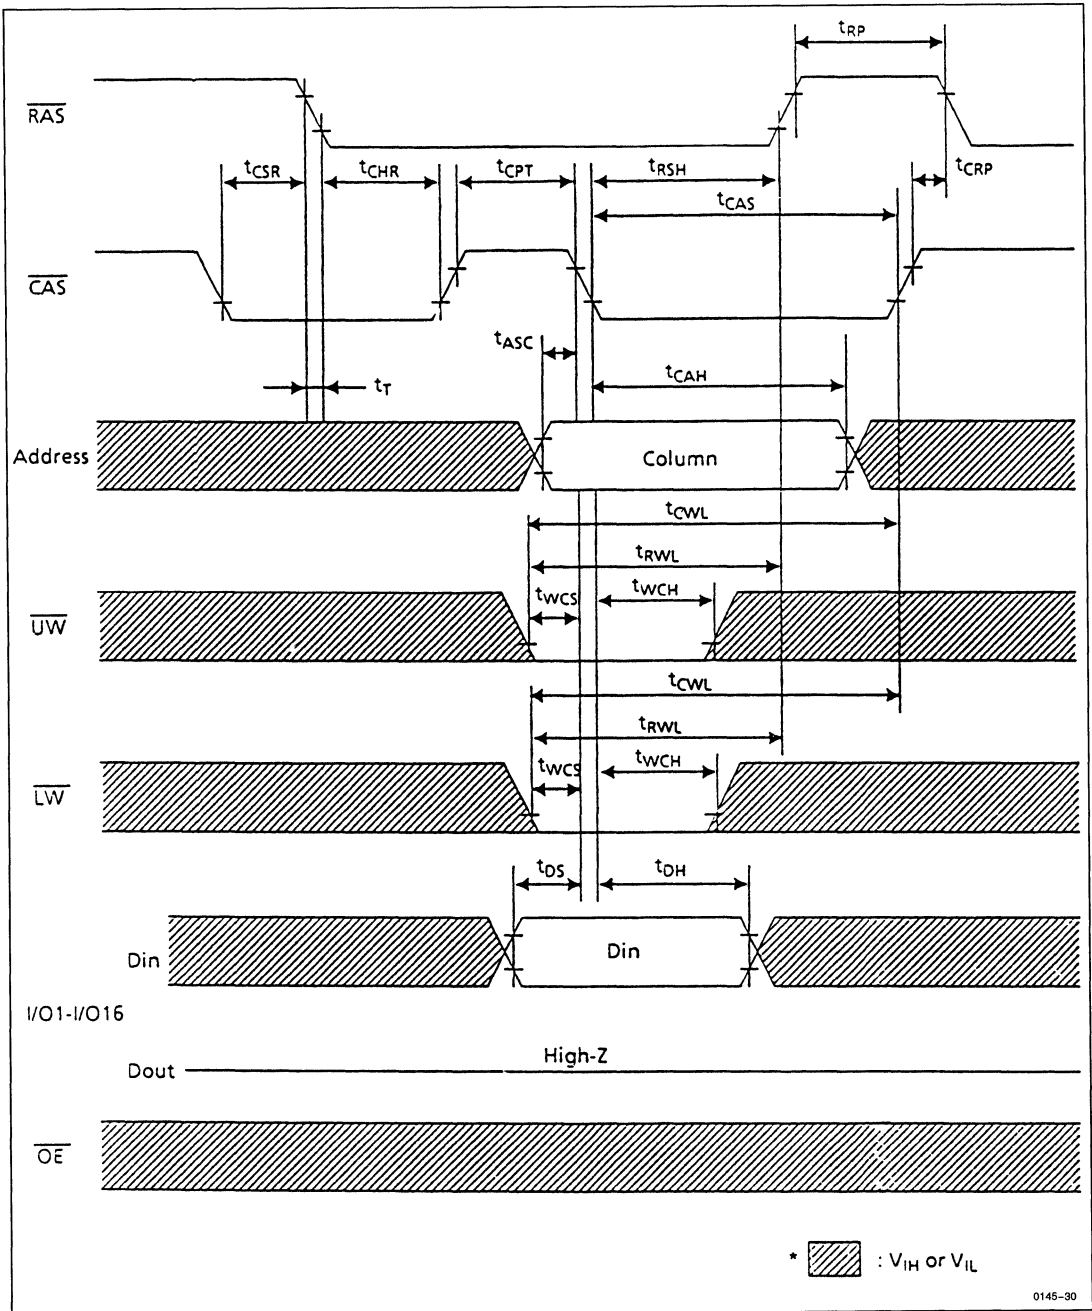 tRP
RAS
tCSR tCHR tCPT tRSH tCRP
tCAS
CAS
tASC
tCAH
tT
Address Column
tCWL
tRWL
tWCS tWCH
UW
tCWL
tRWL
tWCS tWCH
LW
tDS tDH
Din Din
I/O1-I/O16
High-Z
Dout
OE
* : VIH or VIL
0145-30